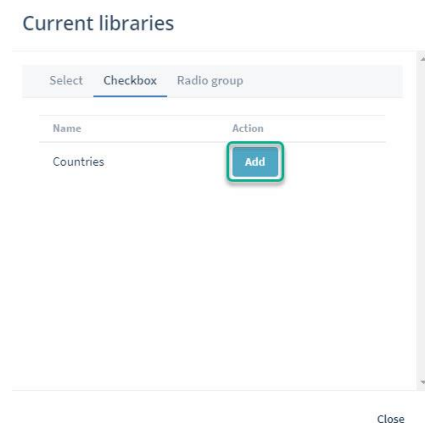 Current libraries
Select Checkbox Radio group
Name Action
Countries Add
Close